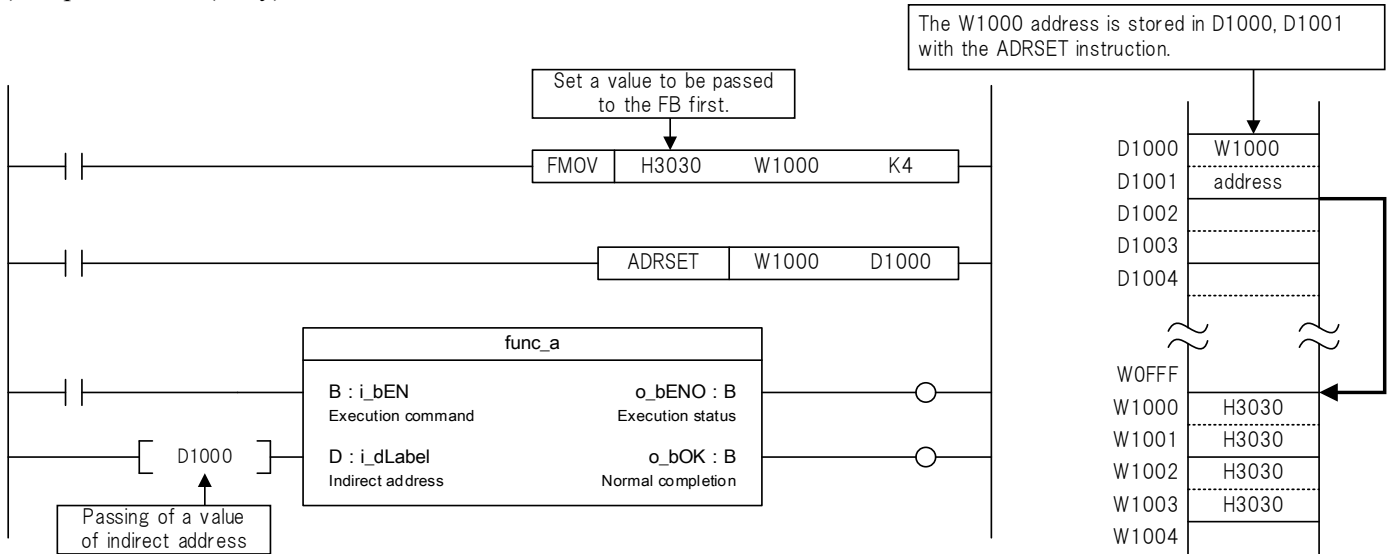 The W1000 address is stored in D1000, D1001
with the ADRSET instruction.
Set a value to be passed
to the FB first.
FMOV H3030 W1000 K4
ADRSET W1000 D1000
func_a
B : i_bEN o_bENO : B
Execution command Execution status
D1000 D : i_dLabel o_bOK : B
Indirect address Normal completion
Passing of a value
of indirect address
D1000 W1000
D1001 address
D1002
D1003
D1004
W0FFF
W1000 H3030
W1001 H3030
W1002 H3030
W1003 H3030
W1004